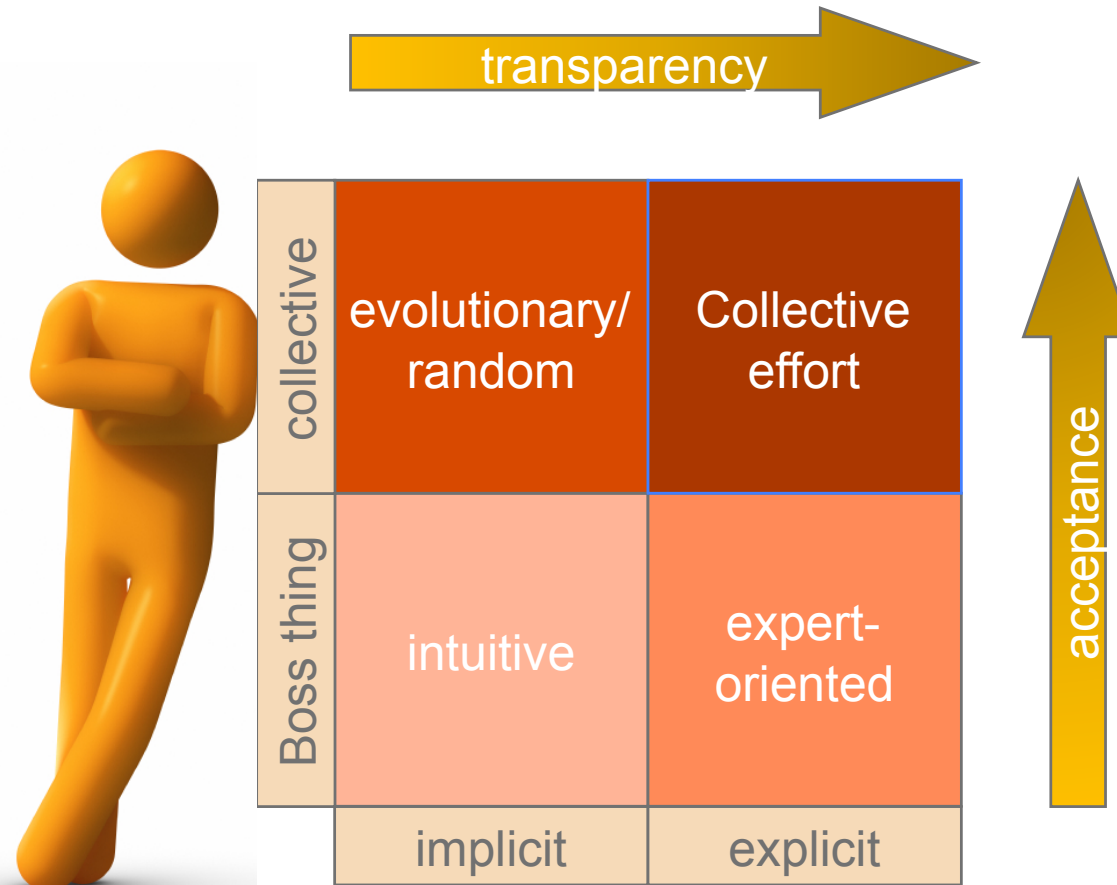 transparency
collective
evolutionary/
random
Collective
effort
acceptance
Boss thing
intuitive
expert-
oriented
implicit
explicit